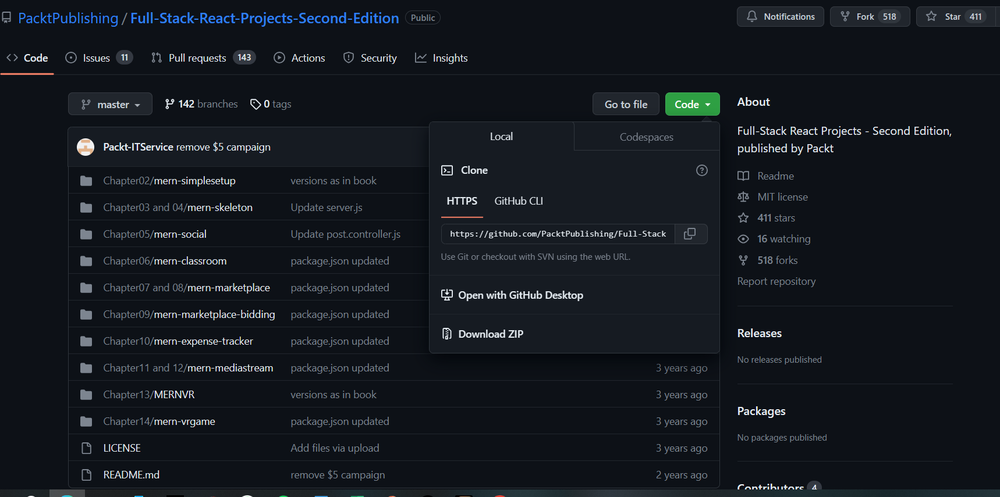 PacktPublishing / Full-Stack-React-Projects-Second-Edition Public
Notifications Fork 518 Star 411
Code Issues 11 Pull requests 143 Actions Security Insights
master 142 branches 0 tags Go to file Code
Packt-ITService remove $5 campaign
Chapter02/mern-simplesetup versions as in book
Chapter03 and 04/mern-skeleton Update server.js
Chapter05/mern-social Update post.controller.js
Chapter06/mern-classroom package.json updated
Chapter07 and 08/mern-marketplace package.json updated
Chapter09/mern-marketplace-bidding package.json updated
Chapter10/mern-expense-tracker package.json updated
Chapter11 and 12/mern-mediastream package.json updated 3 years ago
Chapter13/MERNVR versions as in book 3 years ago
Chapter14/mern-vrgame package.json updated 3 years ago
LICENSE Add files via upload 3 years ago
README.md remove $5 campaign 2 years ago
Local Codespaces
Clone
HTTPS GitHub CLI
https://github.com/PacktPublishing/Full-Stack
Use Git or checkout with SVN using the web URL.
Open with GitHub Desktop
Download ZIP
About
Full-Stack React Projects - Second Edition,
published by Packt
Readme
MIT license
411 stars
16 watching
518 forks
Report repository
Releases
No releases published
Packages
No packages published
Contributors 4